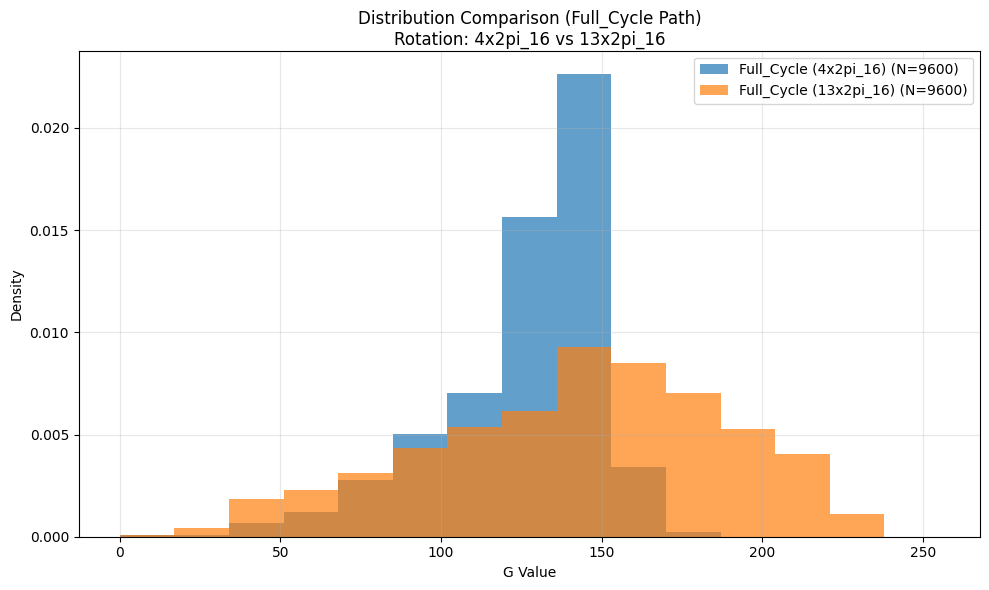 Distribution Comparison (Full_Cycle Path)
Rotation: 4x2pi_16 vs 13x2pi_16
Full_Cycle (4x2pi_16) (N=9600)
Full_Cycle (13x2pi_16) (N=9600)
Density
0.020
0.015
0.010
0.005
0.000
0 50 100 150 200 250
G Value